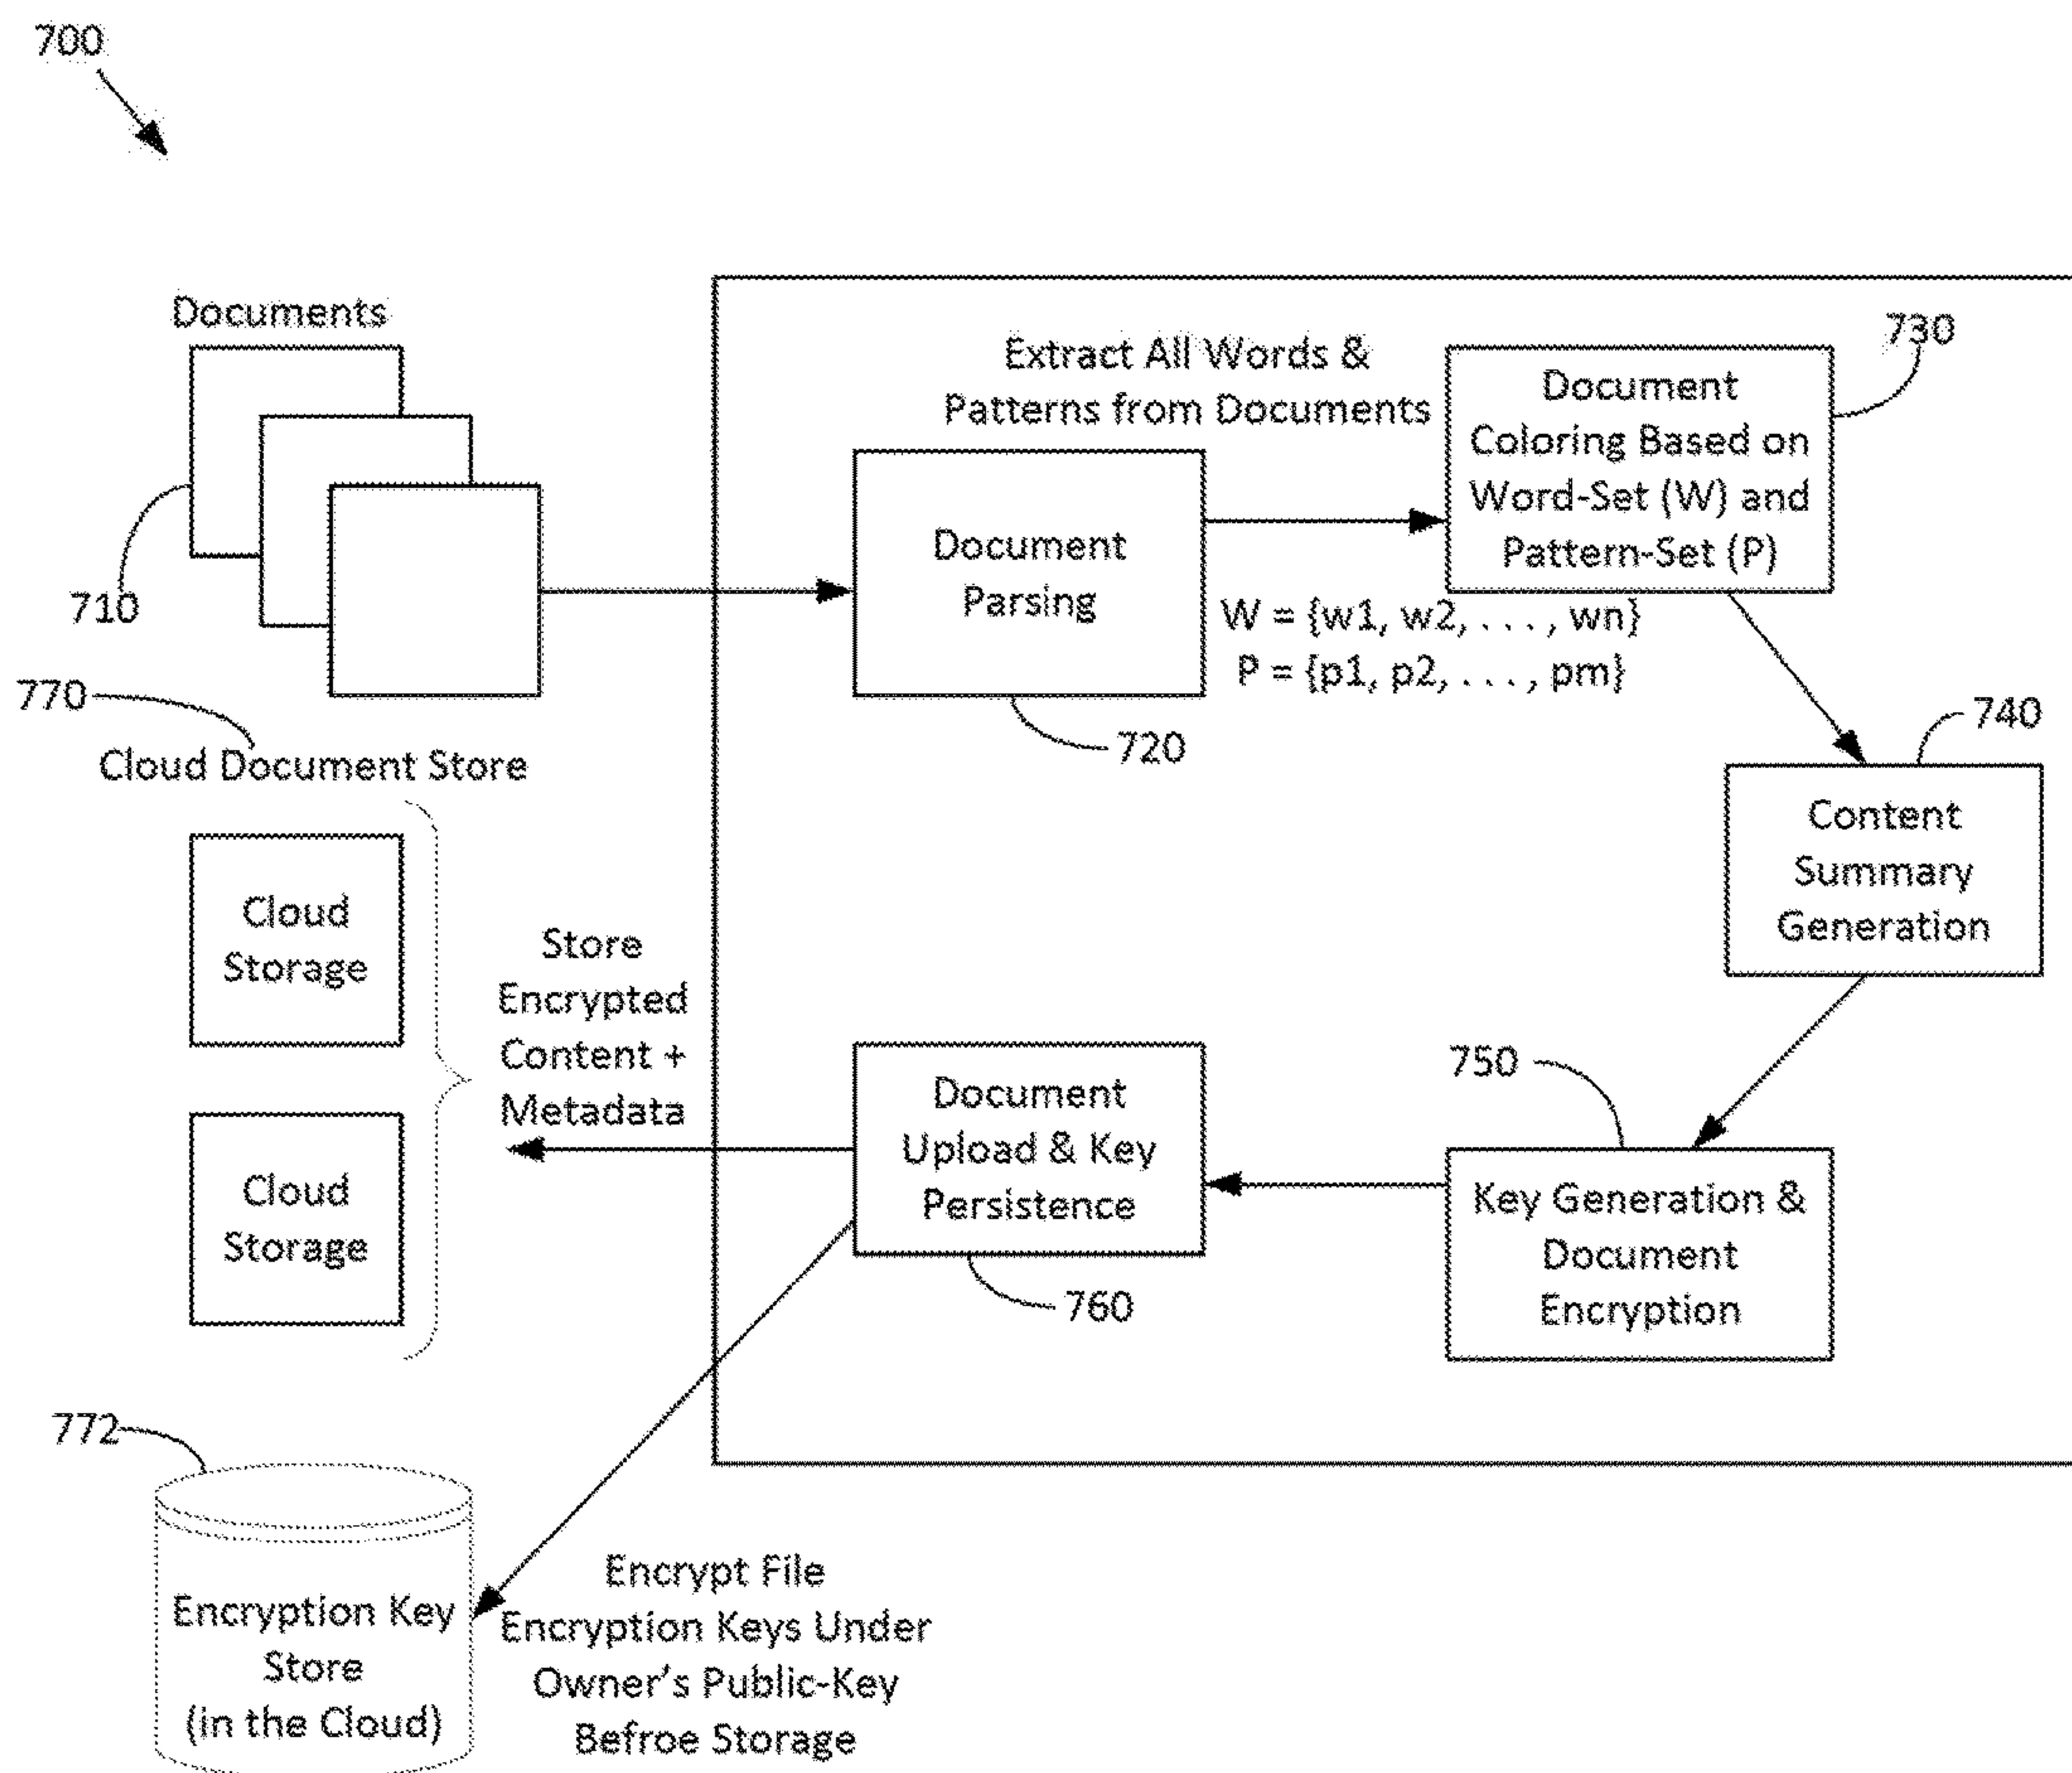 700
Documents
710
Extract All Words &
Patterns from Documents
Document
Parsing
720
W = {w1, w2, . . . , wn}
P = {p1, p2, . . . , pm}
730
Document
Coloring Based on
Word-Set (W) and
Pattern-Set (P)
740
Content
Summary
Generation
750
Key Generation &
Document
Encryption
Document
Upload & Key
Persistence
760
Store
Encrypted
Content +
Metadata
770
Cloud Document Store
Cloud
Storage
Cloud
Storage
772
Encryption Key
Store
(in the Cloud)
Encrypt File
Encryption Keys Under
Owner's Public-Key
Befroe Storage